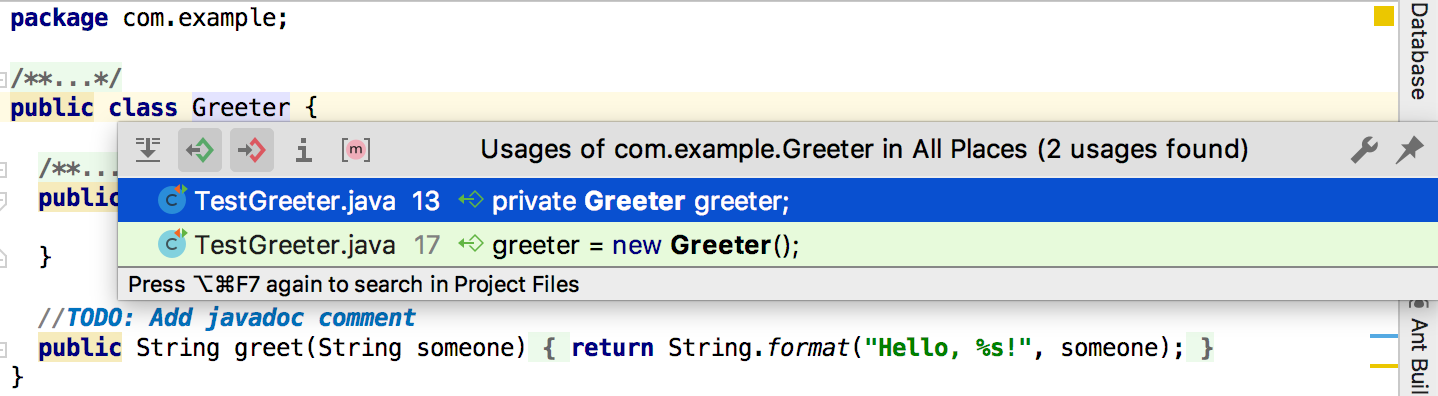 package com.example;
/**...*/
public class Greeter {
Usages of com.example.Greeter in All Places (2 usages found)
/**...
public
TestGreeter.java 13 private Greeter greeter;
TestGreeter.java 17 greeter = new Greeter();
}
Press ⌥⌘F7 again to search in Project Files
//TODO: Add javadoc comment
public String greet(String someone) { return String.format("Hello, %s!", someone); }
}
Database
Ant Buil